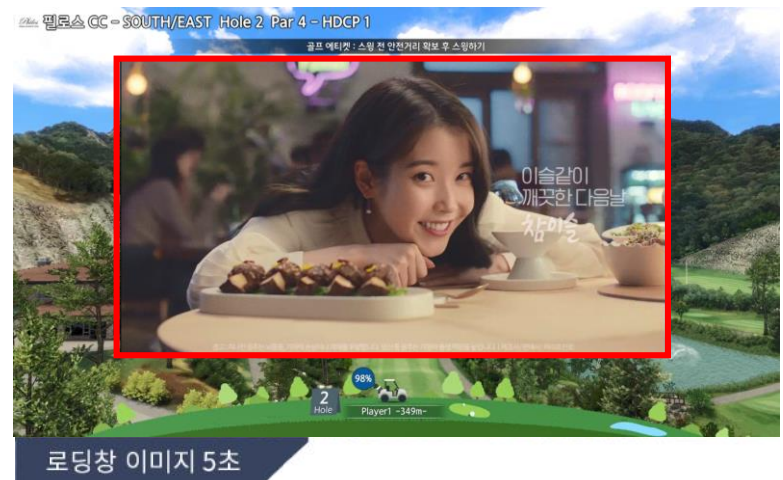 필로스 CC - SOUTH/EAST Hole 2 Par 4 - HDCP 1
골프 에티켓 : 스윙 전 안전거리 확보 후 스윙하기
이슬같이
깨끗한 다음날
참이슬
98%
2
Hole
Player1 -349m-
로딩창 이미지 5초